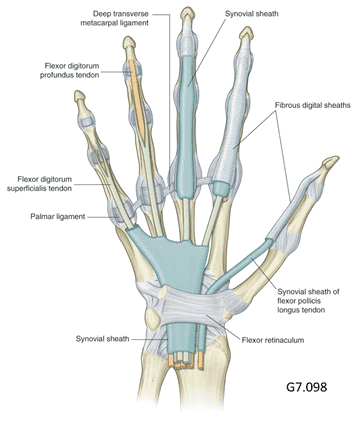 Deep transverse
metacarpal ligament
Synovial sheath
Flexor digitorum
profundus tendon
Fibrous digital sheaths
Flexor digitorum
superficialis tendon
Palmar ligament
Synovial sheath of
flexor pollicis
longus tendon
Synovial sheath
Flexor retinaculum
G7.098